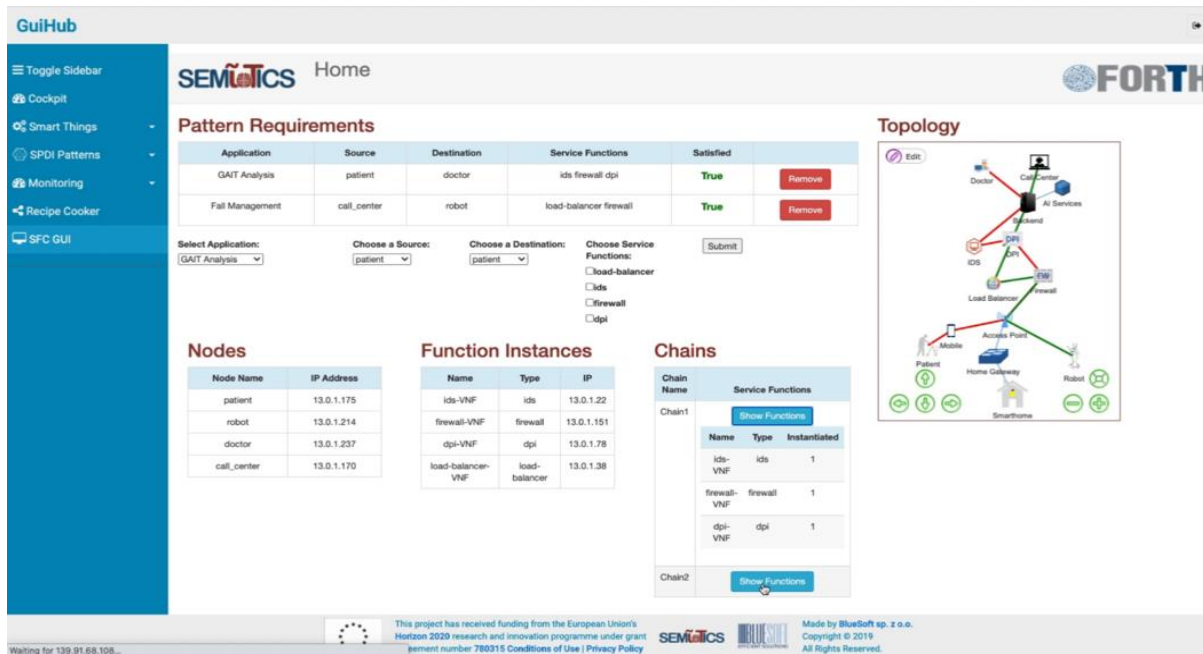 GuiHub
Toggle Sidebar
Cockpit
Smart Things
SPDI Patterns
Monitoring
Recipe Cooker
SFC GUI
SEMIoTICS
Home
FORTH
Pattern Requirements
Application Source Destination Service Functions Satisfied
GAIT Analysis patient doctor ids firewall dpi True Remove
Fall Management call_center robot load-balancer firewall True Remove
Select Application: Choose a Source: Choose a Destination: Choose Service
Functions:
GAIT Analysis patient patient Submit
load-balancer
ids
firewall
dpi
Nodes
Node Name IP Address
patient 13.0.1.175
robot 13.0.1.214
doctor 13.0.1.237
call_center 13.0.1.170
Function Instances
Name Type IP
ids-VNF ids 13.0.1.22
firewall-VNF firewall 13.0.1.151
dpi-VNF dpi 13.0.1.78
load-balancer- load- 13.0.1.38
VNF balancer
Chains
Chain
Name Service Functions
Chain1 Show Functions
Name Type Instantiated
ids- ids 1
VNF
firewall- firewall 1
VNF
dpi- dpi 1
VNF
Chain2 Show Functions
Topology
Edit
Doctor
Call Center
AI Services
Backend
DPI
DPI
IDS
FW
Load Balancer
Firewall
Access Point
Mobile
Patient
Home Gateway
Robot
Smarthome
This project has received funding from the European Union's
Horizon 2020 research and innovation programme under grant
eement number 780315 Conditions of Use | Privacy Policy
SEMIoTICS
BLUESOFT
EFFICIENT SOLUTIONS
Made by BlueSoft sp. z o.o.
Copyright © 2019
All Rights Reserved.
Waiting for 139.91.68.108...